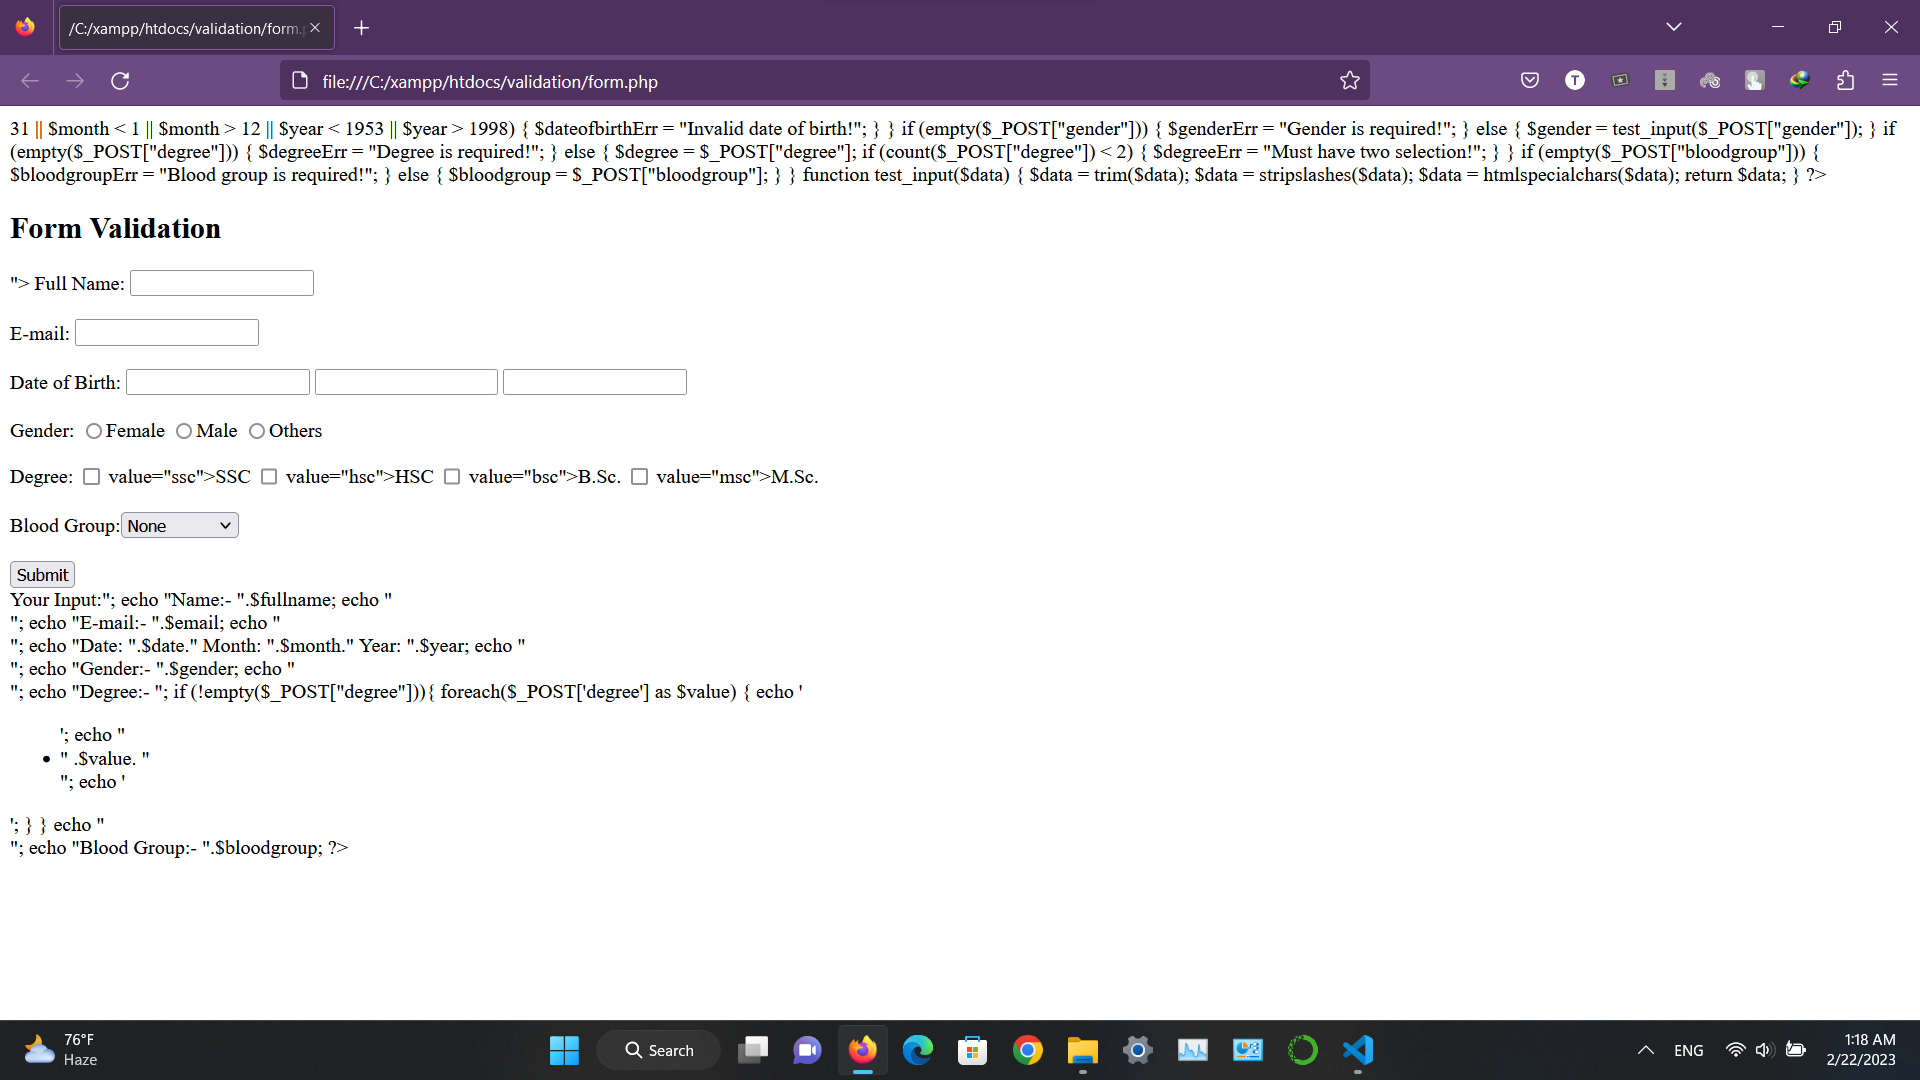 /C:/xampp/htdocs/validation/form.p
file:///C:/xampp/htdocs/validation/form.php
T
31 || $month < 1 || $month > 12 || $year < 1953 || $year > 1998) { $dateofbirthErr = "Invalid date of birth!"; } } if (empty($_POST["gender"])) { $genderErr = "Gender is required!"; } else { $gender = test_input($_POST["gender"]); } if
(empty($_POST["degree"])) { $degreeErr = "Degree is required!"; } else { $degree = $_POST["degree"]; if (count($_POST["degree"]) < 2) { $degreeErr = "Must have two selection!"; } } if (empty($_POST["bloodgroup"])) {
$bloodgroupErr = "Blood group is required!"; } else { $bloodgroup = $_POST["bloodgroup"]; } } function test_input($data) { $data = trim($data); $data = stripslashes($data); $data = htmlspecialchars($data); return $data; } ?>
Form Validation
"> Full Name:
E-mail:
Date of Birth:
Gender: Female Male Others
Degree: value="ssc">SSC value="hsc">HSC value="bsc">B.Sc. value="msc">M.Sc.
Blood Group: None
Submit
Your Input:"; echo "Name:- ".$fullname; echo "
"; echo "E-mail:- ".$email; echo "
"; echo "Date: ".$date." Month: ".$month." Year: ".$year; echo "
"; echo "Gender:- ".$gender; echo "
"; echo "Degree:- "; if (!empty($_POST["degree"])){ foreach($_POST['degree'] as $value) { echo '
'; echo "
• " .$value. "
"; echo '
'; } } echo "
"; echo "Blood Group:- ".$bloodgroup; ?>
76°F
Haze
Search
ENG
1:18 AM
2/22/2023